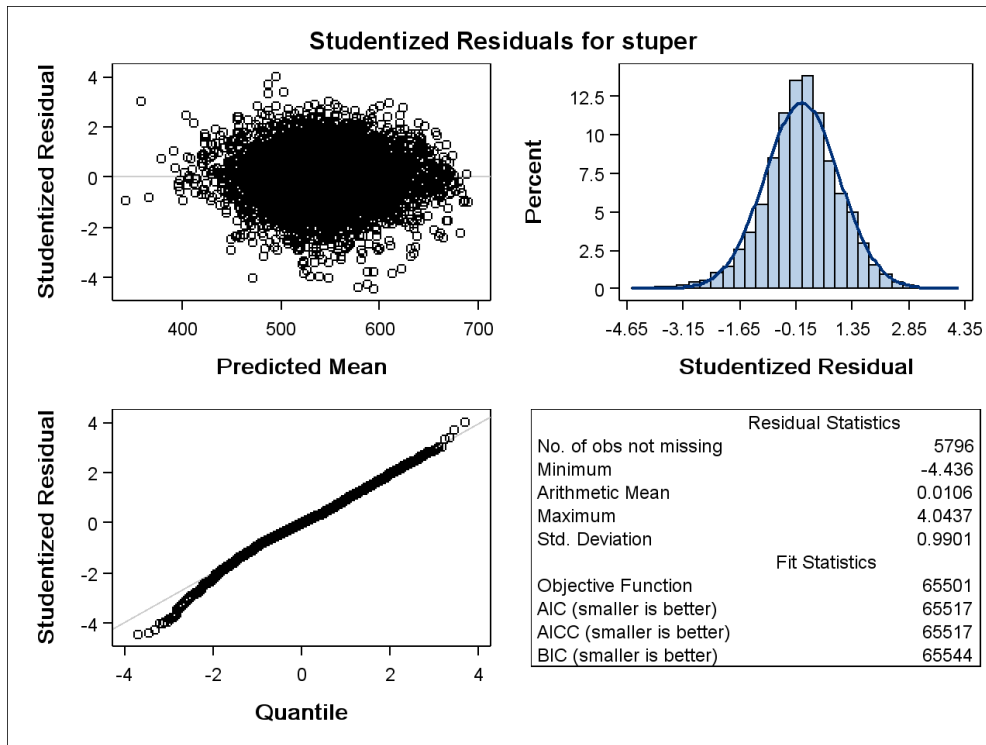 Studentized Residuals for stuper
Studentized Residual
4
2
0
-2
-4
400 500 600 700
Predicted Mean
Percent
12.5
10
7.5
5
2.5
0
-4.65 -3.15 -1.65 -0.15 1.35 2.85 4.35
Studentized Residual
Studentized Residual
4
2
0
-2
-4
-4 -2 0 2 4
Quantile
Residual Statistics
No. of obs not missing 5796
Minimum -4.436
Arithmetic Mean 0.0106
Maximum 4.0437
Std. Deviation 0.9901
Fit Statistics
Objective Function 65501
AIC (smaller is better) 65517
AICC (smaller is better) 65517
BIC (smaller is better) 65544